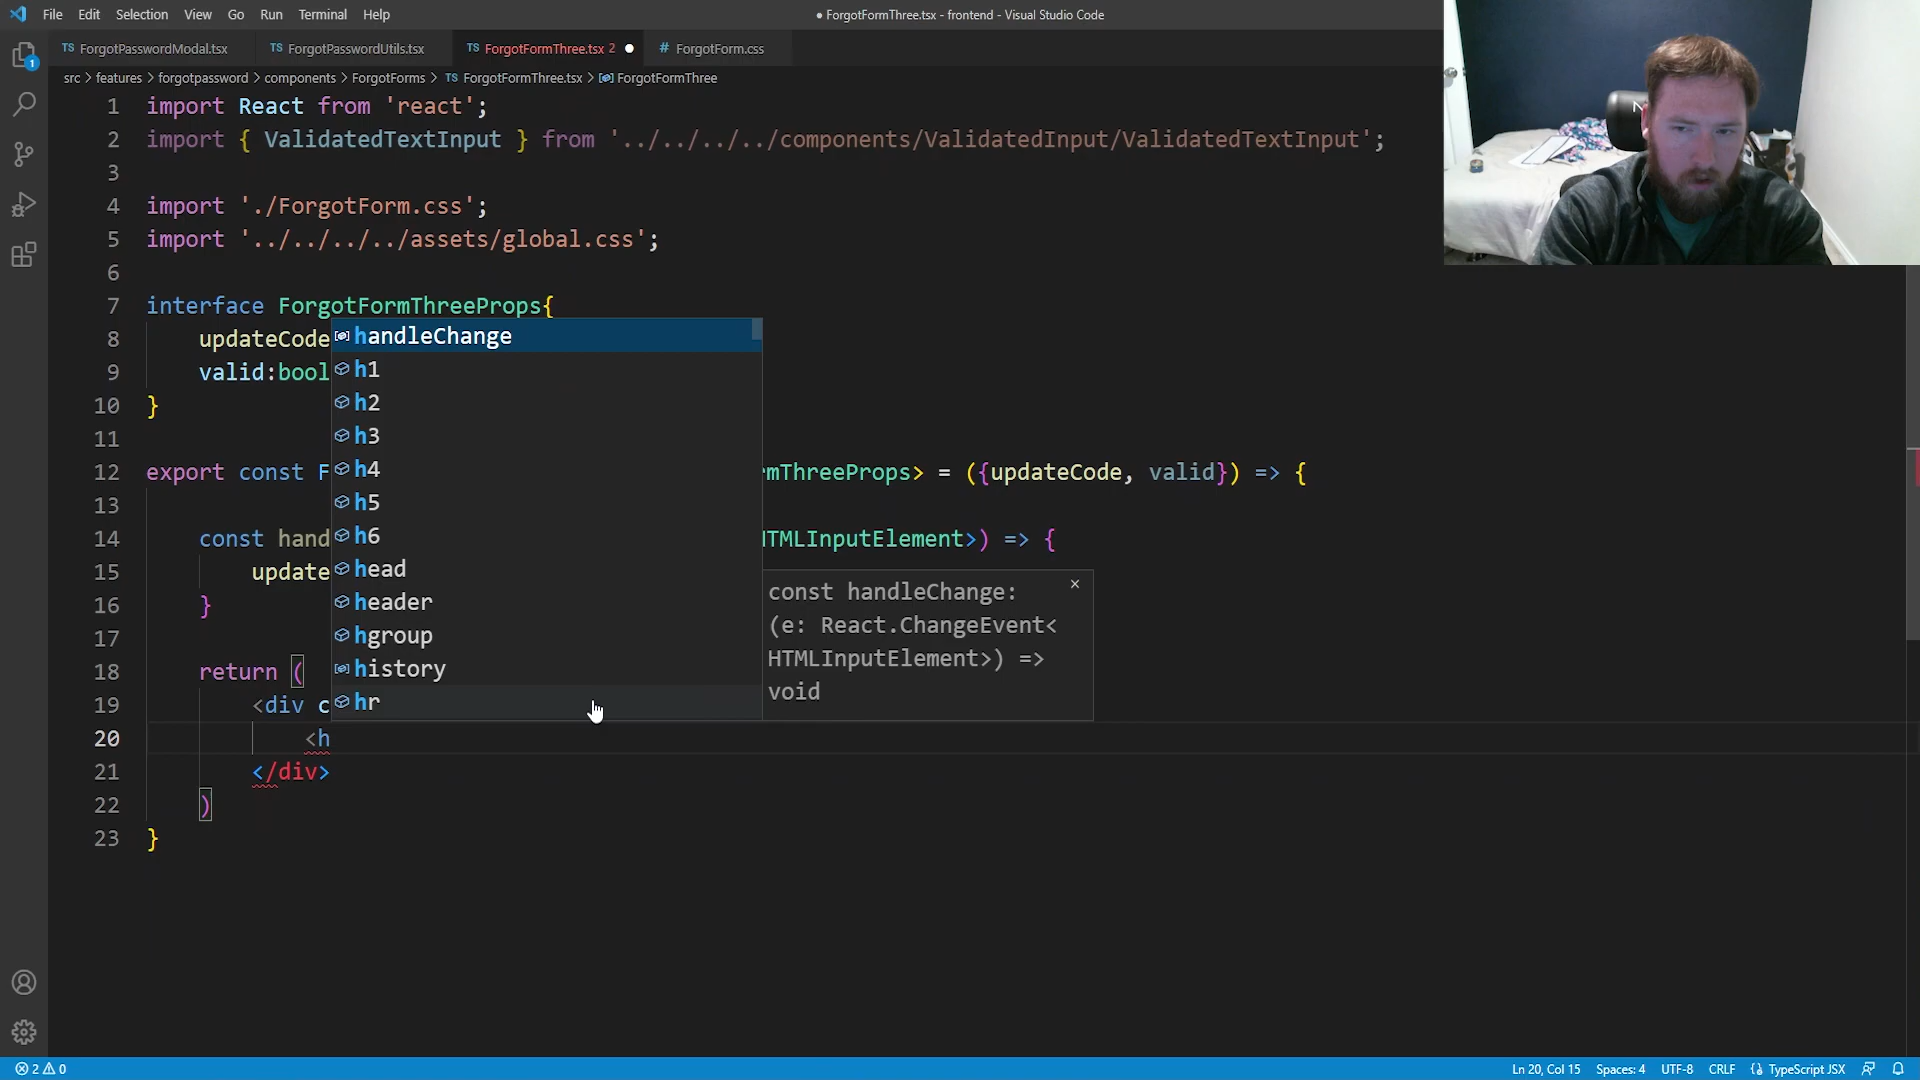 File Edit Selection View Go Run Terminal Help
● ForgotFormThree.tsx - frontend - Visual Studio Code
TS ForgotPasswordModal.tsx TS ForgotPasswordUtils.tsx TS ForgotFormThree.tsx 2 ● # ForgotForm.css
src > features > forgotpassword > components > ForgotForms > TS ForgotFormThree.tsx > ForgotFormThree
1 import React from 'react';
2 import { ValidatedTextInput } from '../../../../components/ValidatedInput/ValidatedTextInput';
3
4 import './ForgotForm.css';
5 import '../../../../assets/global.css';
6
7 interface ForgotFormThreeProps{
8 updateCode
9 valid:bool
10 }
11
12 export const F mThreeProps> = ({updateCode, valid}) => {
13
14 const hand HTMLInputElement>) => {
15 update
16 }
17
18 return (
19 <div c
20 <h
21 </div>
22 )
23 }
handleChange
h1
h2
h3
h4
h5
h6
head
header
hgroup
history
hr
const handleChange:
(e: React.ChangeEvent<
HTMLInputElement>) =>
void
1
2 0
Ln 20, Col 15 Spaces: 4 UTF-8 CRLF {} TypeScript JSX